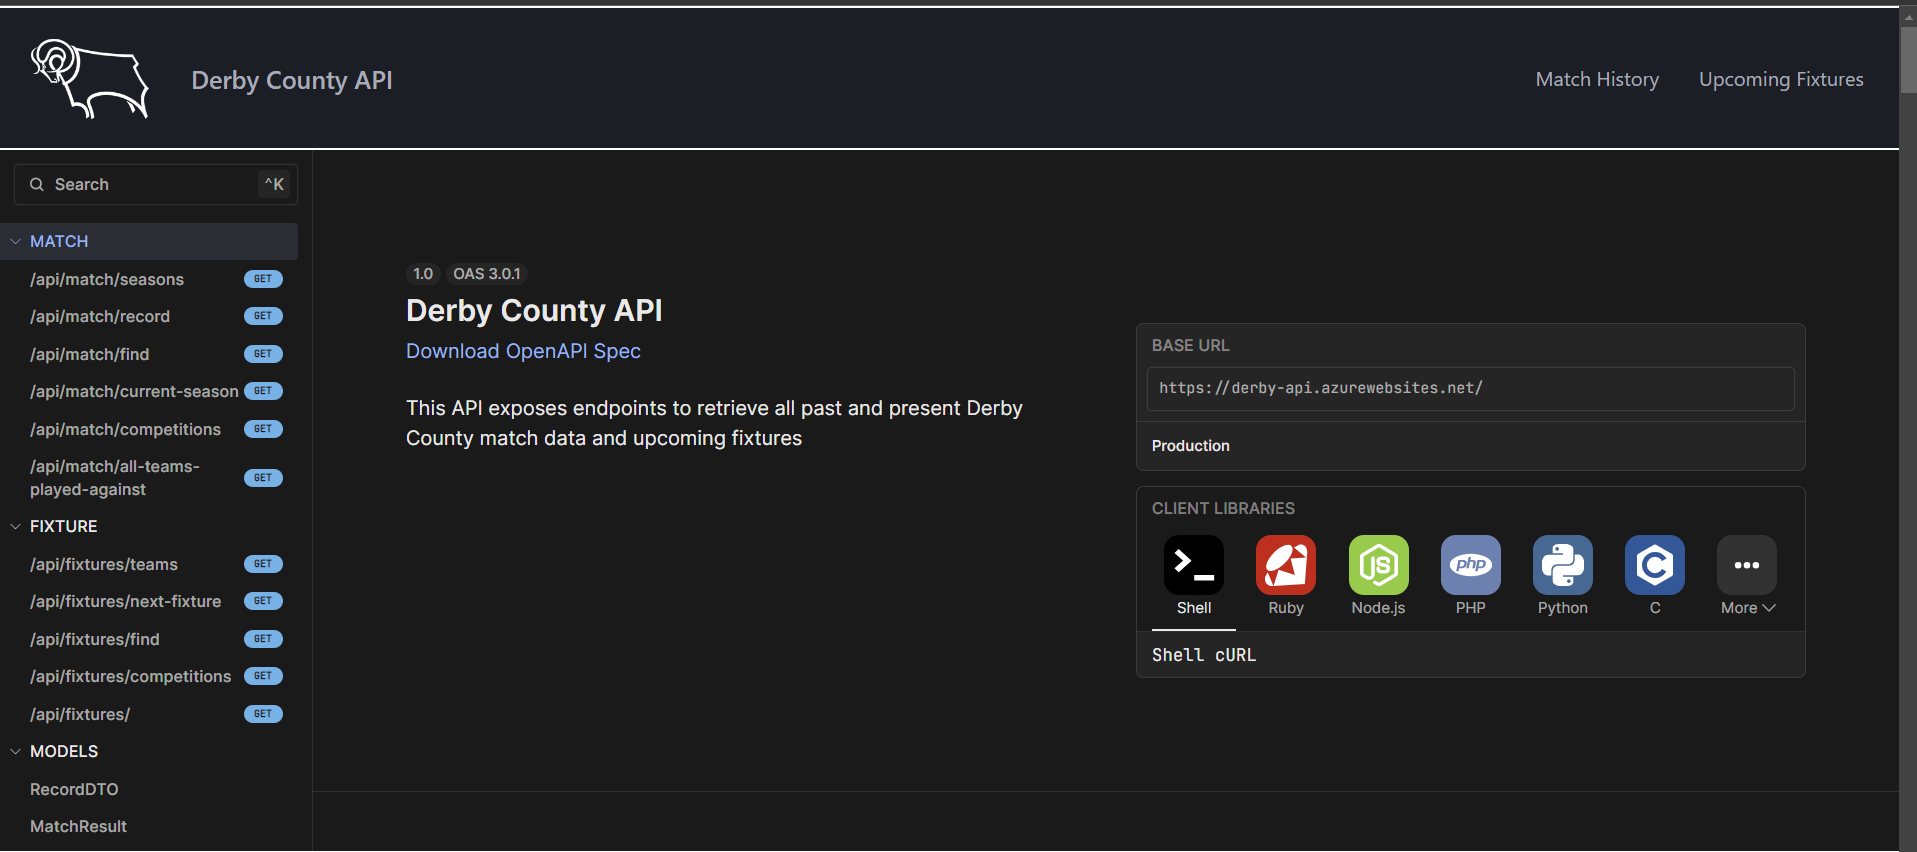 Derby County API
Match History
Upcoming Fixtures
Search
^K
MATCH
/api/match/seasons GET
/api/match/record GET
/api/match/find GET
/api/match/current-season GET
/api/match/competitions GET
/api/match/all-teams-
played-against GET
FIXTURE
/api/fixtures/teams GET
/api/fixtures/next-fixture GET
/api/fixtures/find GET
/api/fixtures/competitions GET
/api/fixtures/ GET
MODELS
RecordDTO
MatchResult
1.0 OAS 3.0.1
Derby County API
Download OpenAPI Spec
This API exposes endpoints to retrieve all past and present Derby
County match data and upcoming fixtures
BASE URL
https://derby-api.azurewebsites.net/
Production
CLIENT LIBRARIES
JS
php
C
Shell Ruby Node.js PHP Python C More
Shell cURL